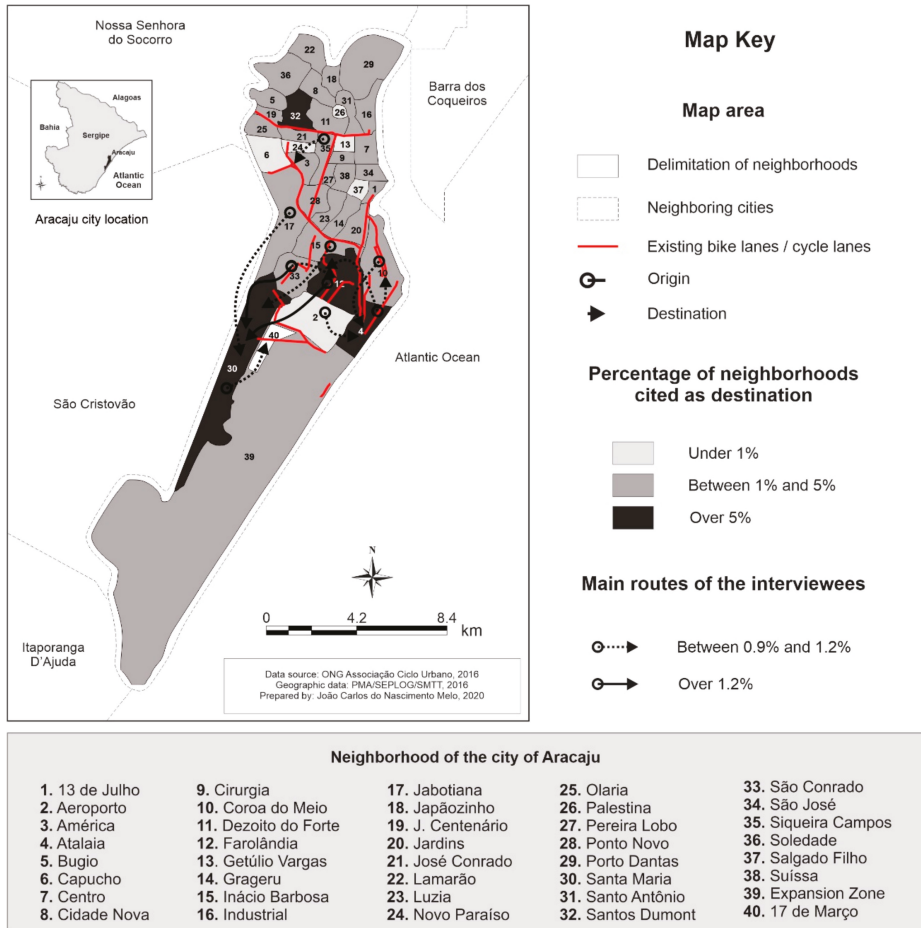 Nossa Senhora
do Socorro
Barra dos
Coqueiros
Alagoas
Bahia
Sergipe
Aracaju
Atlantic
Ocean
Aracaju city location
22
29
36
18
8
5
31
32
26
19
16
11
25
21
35
13
24
7
6
9
3
34
38
27
37
1
28
23
17
14
20
15
33
10
12
2
4
40
30
39
Atlantic Ocean
São Cristovão
Itaporanga
D'Ajuda
N
0
4.2
8.4
km
Data source: ONG Associação Ciclo Urbano, 2016
Geographic data: PMA/SEPLOG/SMTT, 2016
Prepared by: João Carlos do Nascimento Melo, 2020
Map Key
Map area
Delimitation of neighborhoods
Neighboring cities
Existing bike lanes / cycle lanes
Origin
Destination
Percentage of neighborhoods
cited as destination
Under 1%
Between 1% and 5%
Over 5%
Main routes of the interviewees
Between 0.9% and 1.2%
Over 1.2%
Neighborhood of the city of Aracaju
1. 13 de Julho
2. Aeroporto
3. América
4. Atalaia
5. Bugio
6. Capucho
7. Centro
8. Cidade Nova
9. Cirurgia
10. Coroa do Meio
11. Dezoito do Forte
12. Farolândia
13. Getúlio Vargas
14. Grageru
15. Inácio Barbosa
16. Industrial
17. Jabotiana
18. Japãozinho
19. J. Centenário
20. Jardins
21. José Conrado
22. Lamarão
23. Luzia
24. Novo Paraíso
25. Olaria
26. Palestina
27. Pereira Lobo
28. Ponto Novo
29. Porto Dantas
30. Santa Maria
31. Santo Antônio
32. Santos Dumont
33. São Conrado
34. São José
35. Siqueira Campos
36. Soledade
37. Salgado Filho
38. Suíssa
39. Expansion Zone
40. 17 de Março